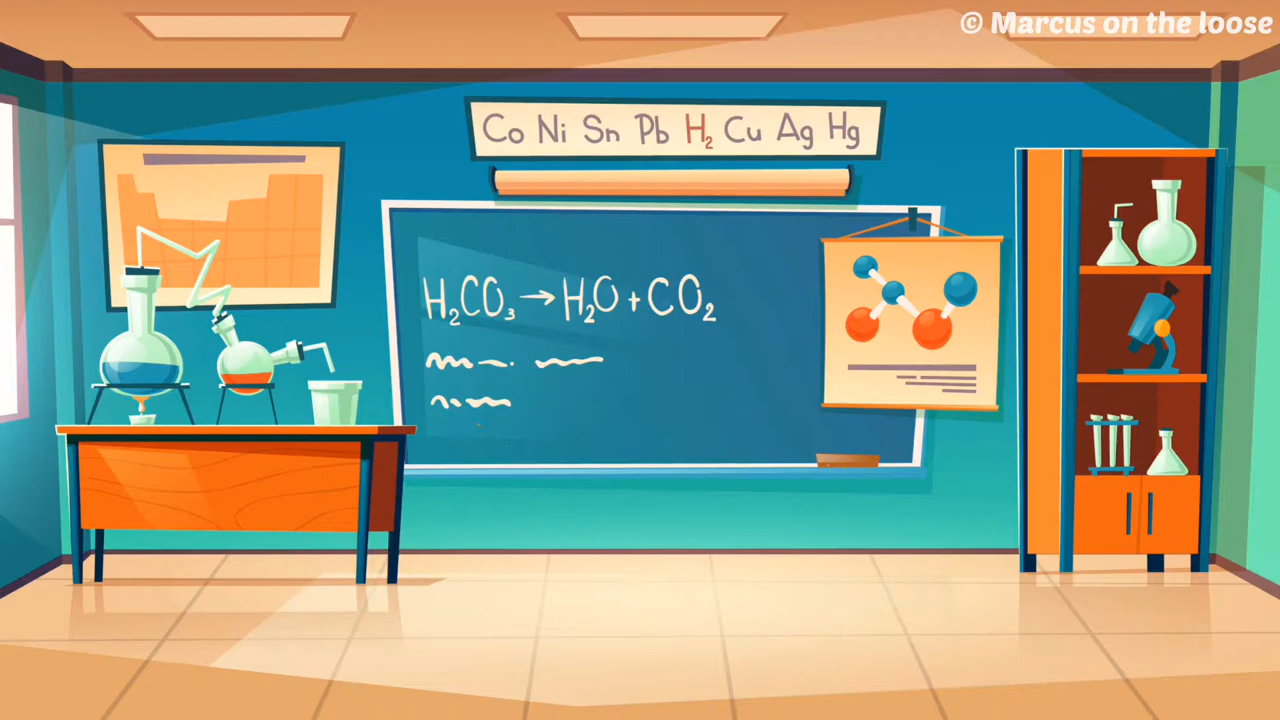 © Marcus on the loose
Co Ni Sn Pb H₂ Cu Ag Hg
H₂CO₃ → H₂O + CO₂